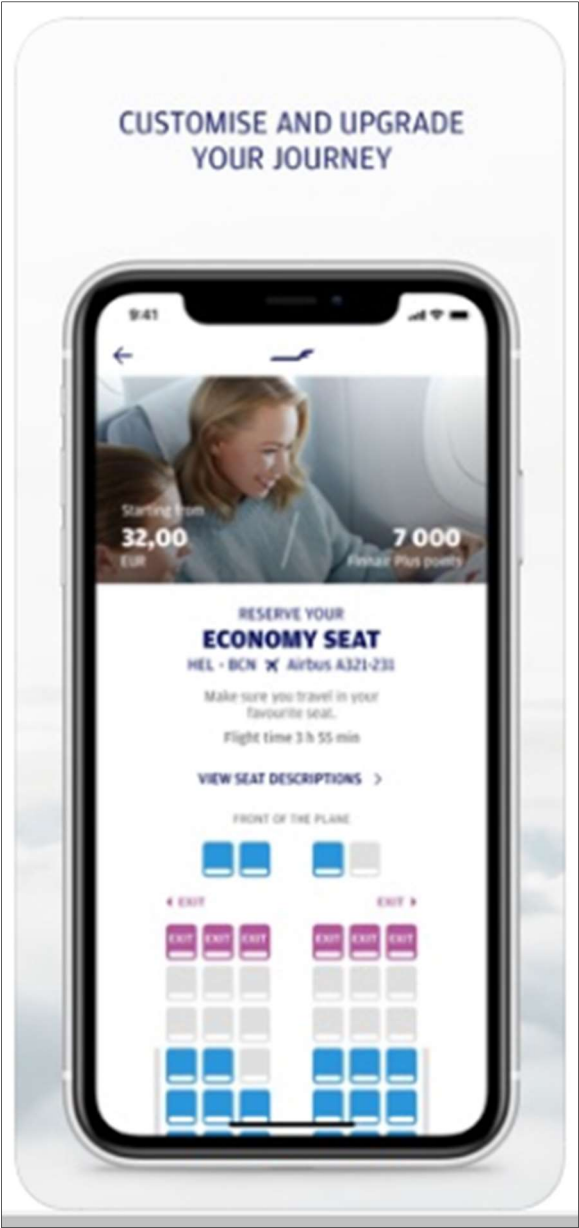 CUSTOMISE AND UPGRADE
YOUR JOURNEY
9:41
Starting from
32,00
EUR
7 000
Finnair Plus points
RESERVE YOUR
ECONOMY SEAT
HEL - BCN Airbus A321-231
Make sure you travel in your
favourite seat.
Flight time 3 h 55 min
VIEW SEAT DESCRIPTIONS
FRONT OF THE PLANE
EXIT EXIT
EXIT EXIT EXIT EXIT EXIT EXIT